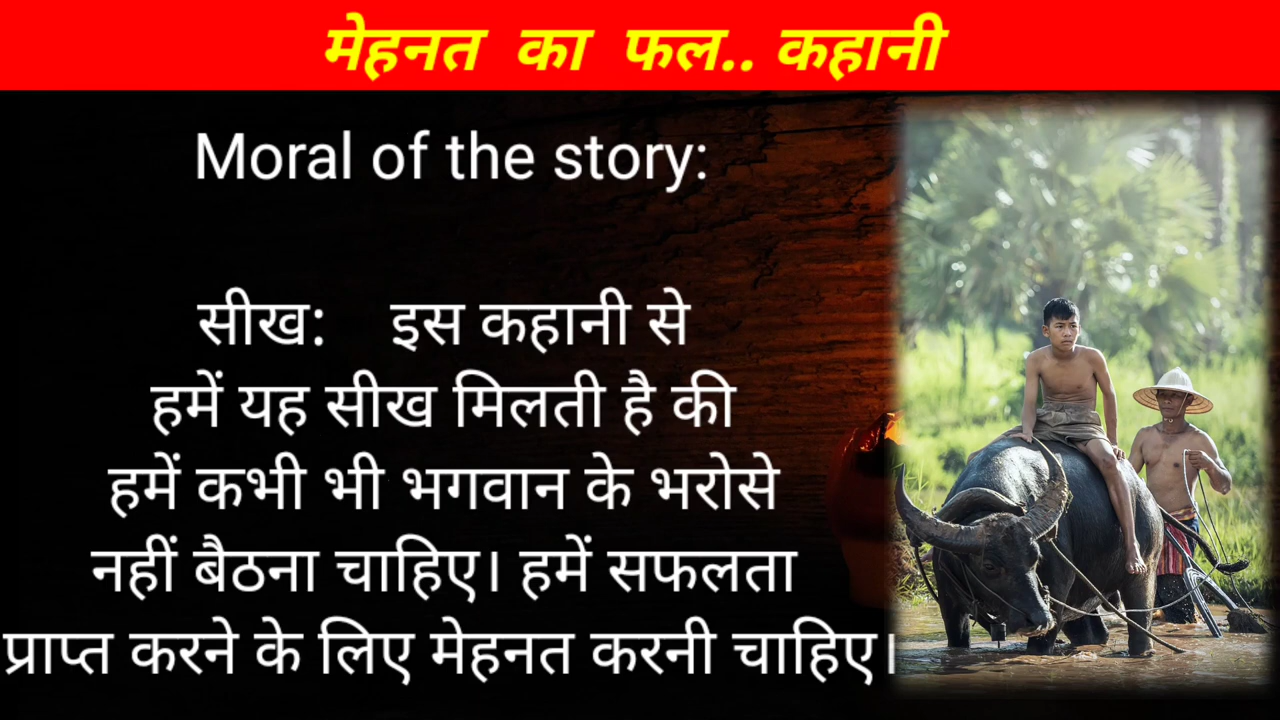 मेहनत का फल.. कहानी
Moral of the story:
सीख: इस कहानी से
हमें यह सीख मिलती है की
हमें कभी भी भगवान के भरोसे
नहीं बैठना चाहिए। हमें सफलता
प्राप्त करने के लिए मेहनत करनी चाहिए।